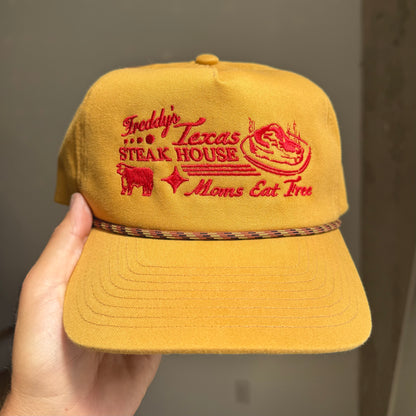 Freddy's
Texas
STEAK HOUSE
Moms Eat Free